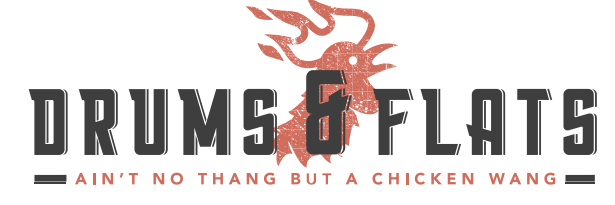 DRUMS & FLATS
AIN'T NO THANG BUT A CHICKEN WANG